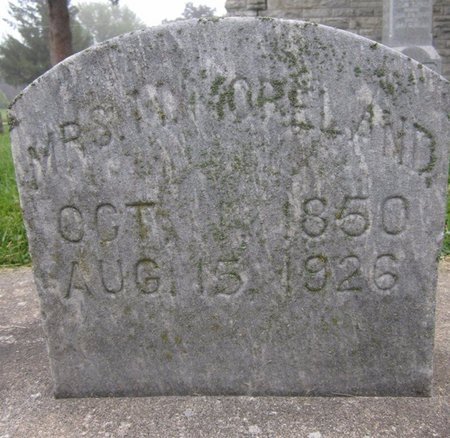 MRS. M. MORELAND
OCT. 1850
AUG. 15. 1926